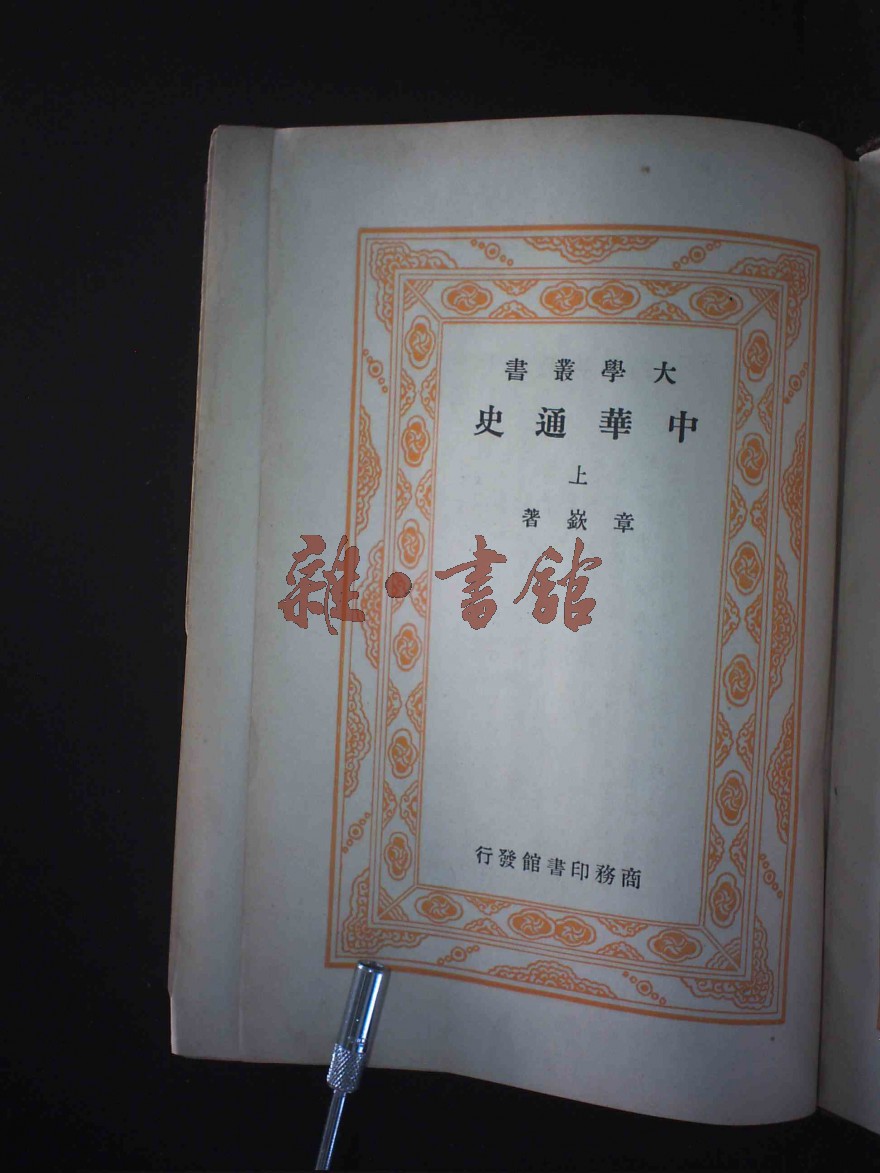 大學叢書
中華通史
上
章嶔著
雜·書館
商務印書館發行